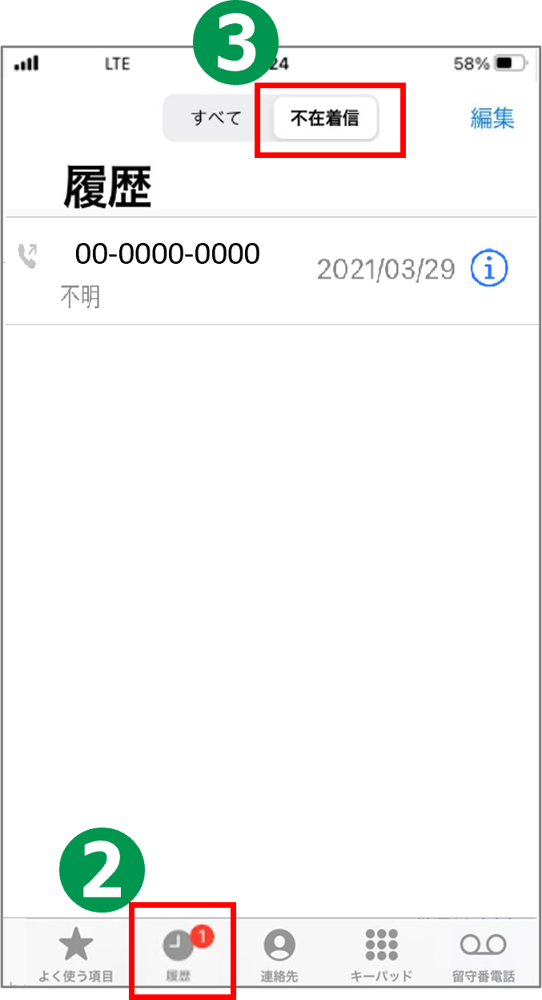 3
LTE 24 58%
すべて 不在着信 編集
履歴
00-0000-0000
2021/03/29
不明
2
1
よく使う項目 履歴 連絡先 キーパッド 留守番電話